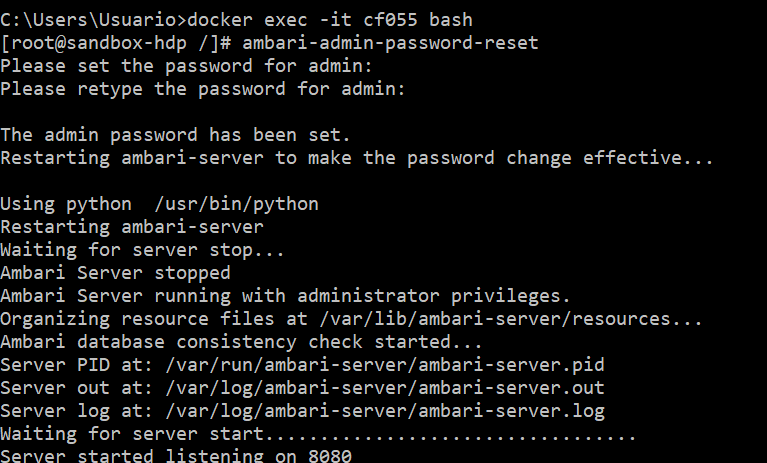 C:\Users\Usuario>docker exec -it cf055 bash
[root@sandbox-hdp /]# ambari-admin-password-reset
Please set the password for admin:
Please retype the password for admin:
The admin password has been set.
Restarting ambari-server to make the password change effective...
Using python  /usr/bin/python
Restarting ambari-server
Waiting for server stop...
Ambari Server stopped
Ambari Server running with administrator privileges.
Organizing resource files at /var/lib/ambari-server/resources...
Ambari database consistency check started...
Server PID at: /var/run/ambari-server/ambari-server.pid
Server out at: /var/log/ambari-server/ambari-server.out
Server log at: /var/log/ambari-server/ambari-server.log
Waiting for server start..................................
Server started listening on 8080